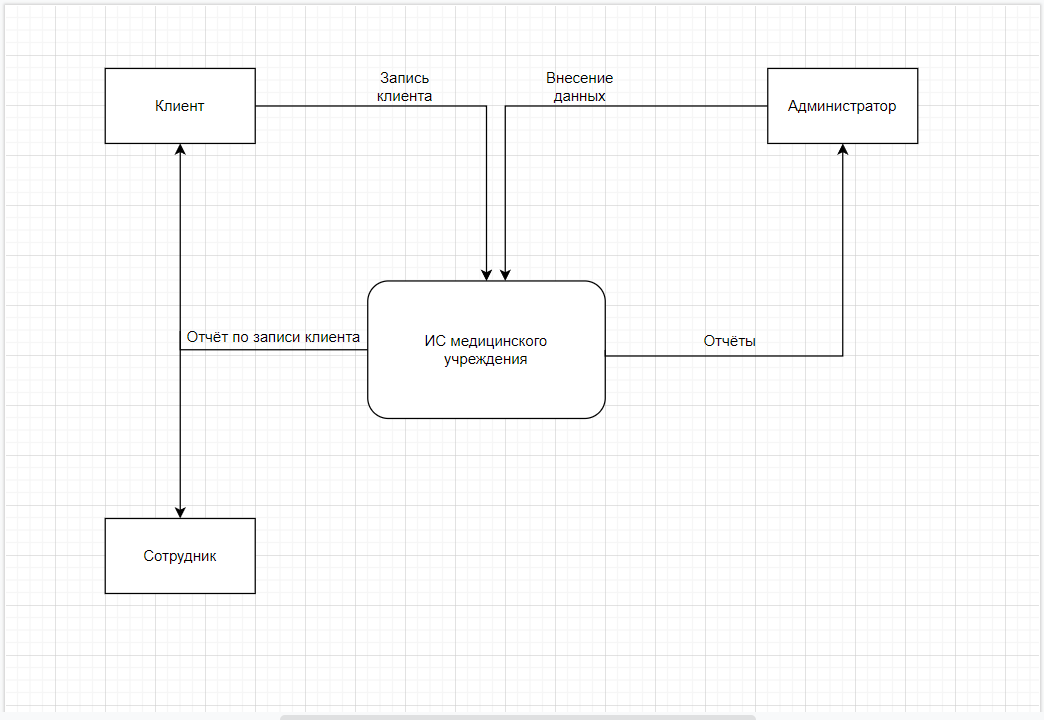 Запись
клиента
Внесение
данных
Клиент
Администратор
Отчёт по записи клиента
ИС медицинского
учреждения
Отчёты
Сотрудник